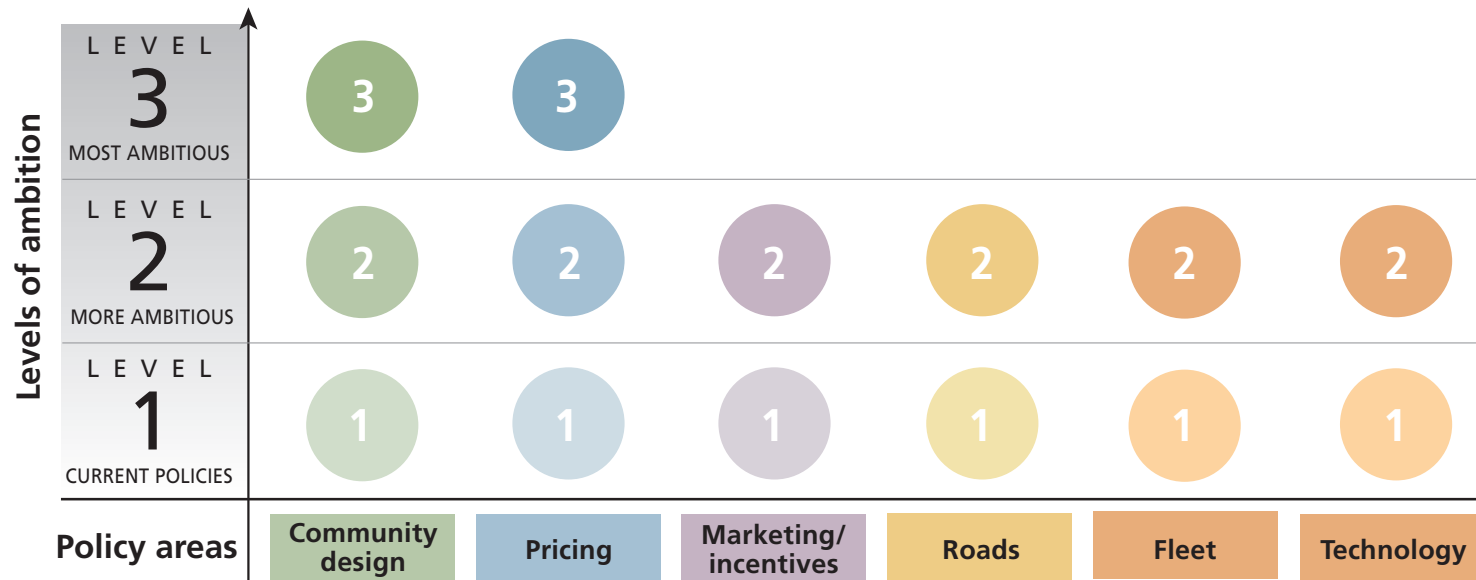 Levels of ambition
LEVEL
3
MOST AMBITIOUS
3
3
LEVEL
2
MORE AMBITIOUS
2
2
2
2
2
2
LEVEL
1
CURRENT POLICIES
1
1
1
1
1
1
Policy areas
Community
design
Pricing
Marketing/
incentives
Roads
Fleet
Technology